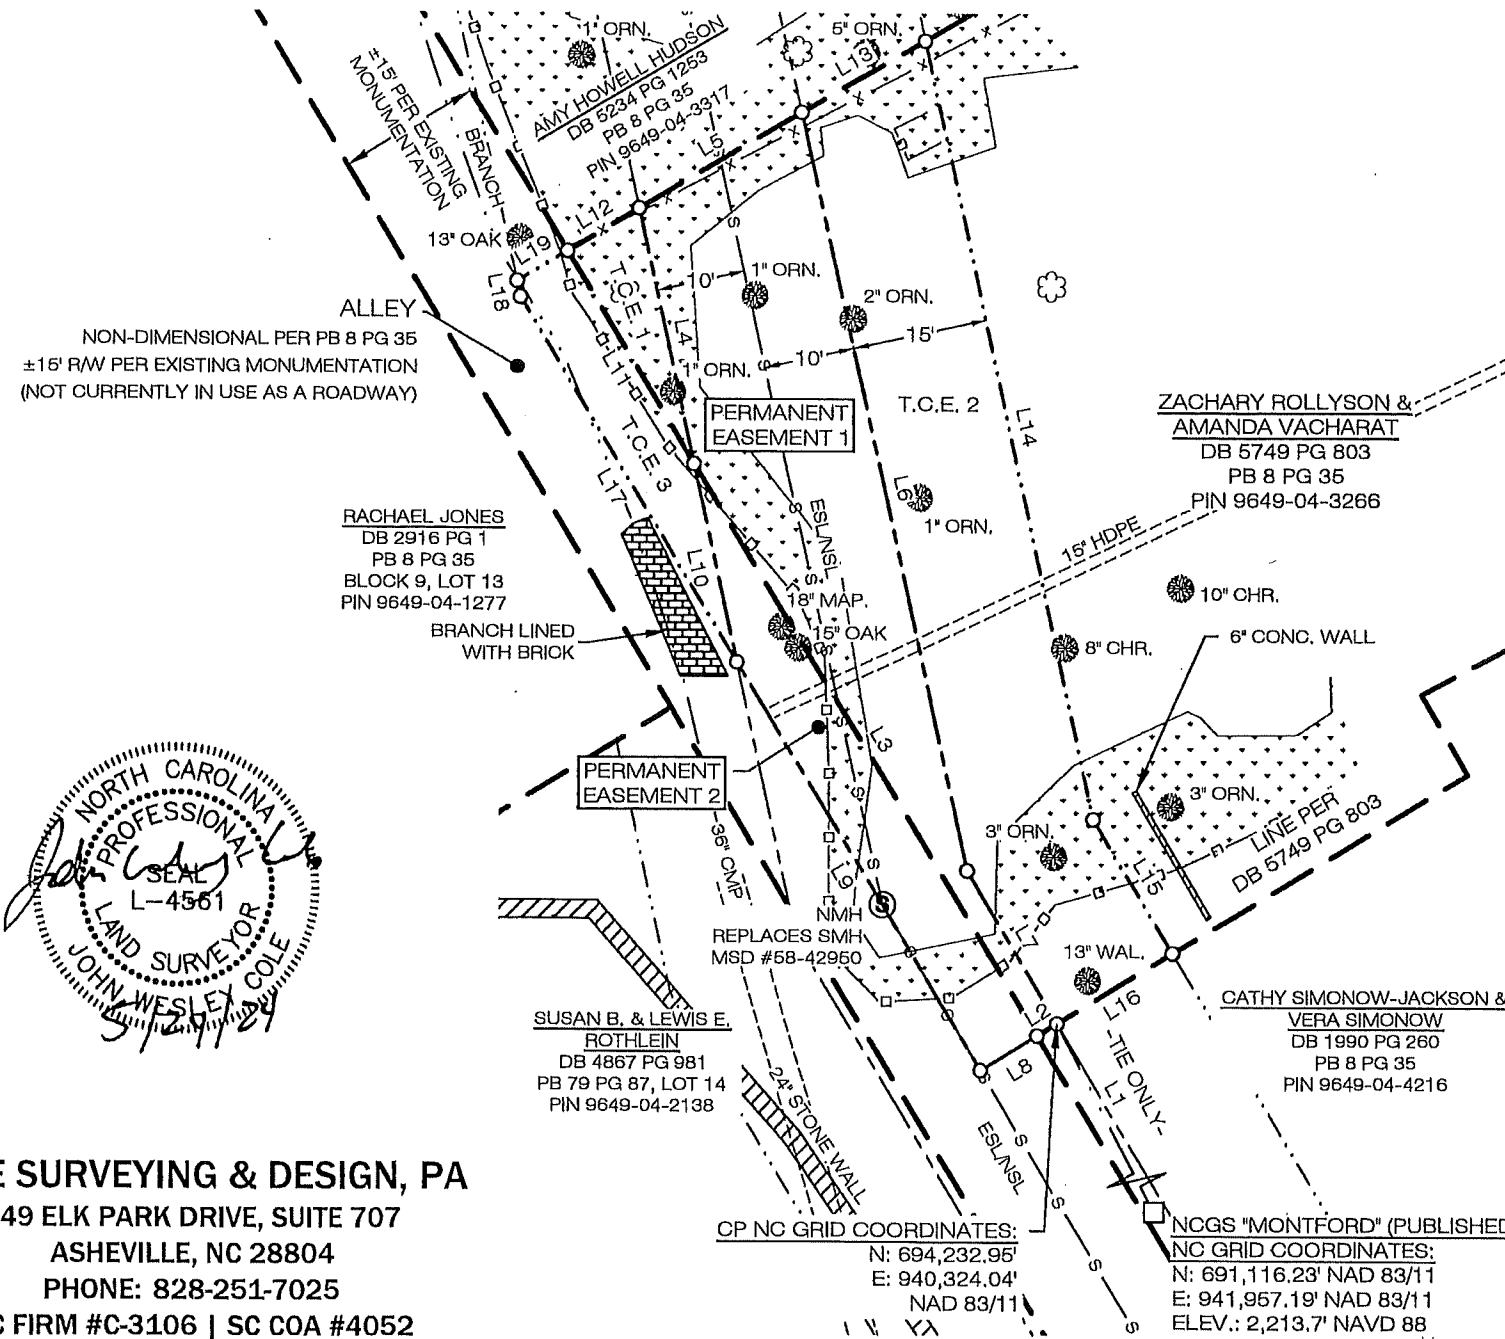 1" ORN.
5" ORN.
L13
±15' PER EXISTING
MONUMENTATION
AMY HOWELL HUDSON
DB 5234 PG 1253
PB 8 PG 35
PIN 9649-04-3317
±15' PER EXISTING
MONUMENTATION
BRANCH
L5
x
L12
13" OAK
L19
L18
T.C.E. 1
10'
1" ORN.
2" ORN.
15'
10'
L4
L11
1" ORN.
ALLEY
NON-DIMENSIONAL PER PB 8 PG 35
±15' R/W PER EXISTING MONUMENTATION
(NOT CURRENTLY IN USE AS A ROADWAY)
PERMANENT
EASEMENT 1
T.C.E. 2
L14
ZACHARY ROLLYSON &
AMANDA VACHARAT
DB 5749 PG 803
PB 8 PG 35
PIN 9649-04-3266
T.C.E. 3
L17
L6
1" ORN.
ESL/NSL
15" HDPE
RACHAEL JONES
DB 2916 PG 1
PB 8 PG 35
BLOCK 9, LOT 13
PIN 9649-04-1277
L10
BRANCH LINED
WITH BRICK
18" MAP.
15" OAK
10" CHR.
8" CHR.
6" CONC. WALL
L3
PERMANENT
EASEMENT 2
3" ORN.
3" ORN.
LINE PER
DB 5749 PG 803
36" CMP
L9
L15
NORTH CAROLINA
PROFESSIONAL
SEAL
L-4561
LAND SURVEYOR
JOHN WESLEY COLE
5/29/24
S
NMH
REPLACES SMH
MSD #58-42950
L7
13" WAL.
L16
2
L8
-TIE ONLY-
L1
CATHY SIMONOW-JACKSON &
VERA SIMONOW
DB 1990 PG 260
PB 8 PG 35
PIN 9649-04-4216
SUSAN B. & LEWIS E.
ROTHLEIN
DB 4867 PG 981
PB 79 PG 87, LOT 14
PIN 9649-04-2138
24" STONE WALL
ESL/NSL
E SURVEYING & DESIGN, PA
49 ELK PARK DRIVE, SUITE 707
ASHEVILLE, NC 28804
PHONE: 828-251-7025
C FIRM #C-3106 | SC COA #4052
CP NC GRID COORDINATES:
N: 694,232.95'
E: 940,324.04'
NAD 83/11
NCGS "MONTFORD" (PUBLISHED
NC GRID COORDINATES:
N: 691,116.23' NAD 83/11
E: 941,957.19' NAD 83/11
ELEV.: 2,213.7' NAVD 88